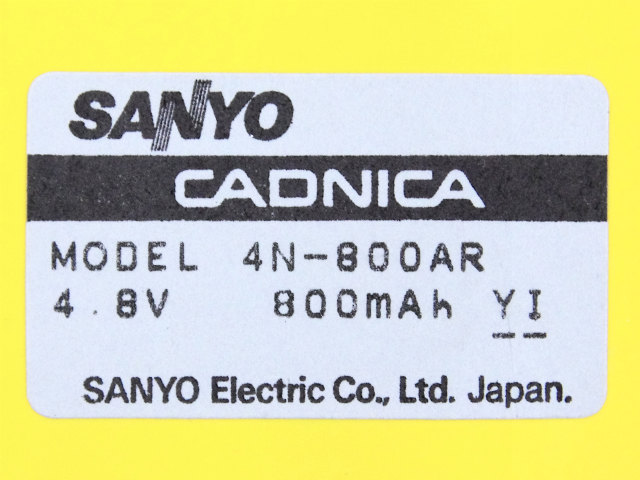 SANYO
CADNICA
MODEL 4N-800AR
4.8V 800mAh YI
SANYO Electric Co., Ltd. Japan.